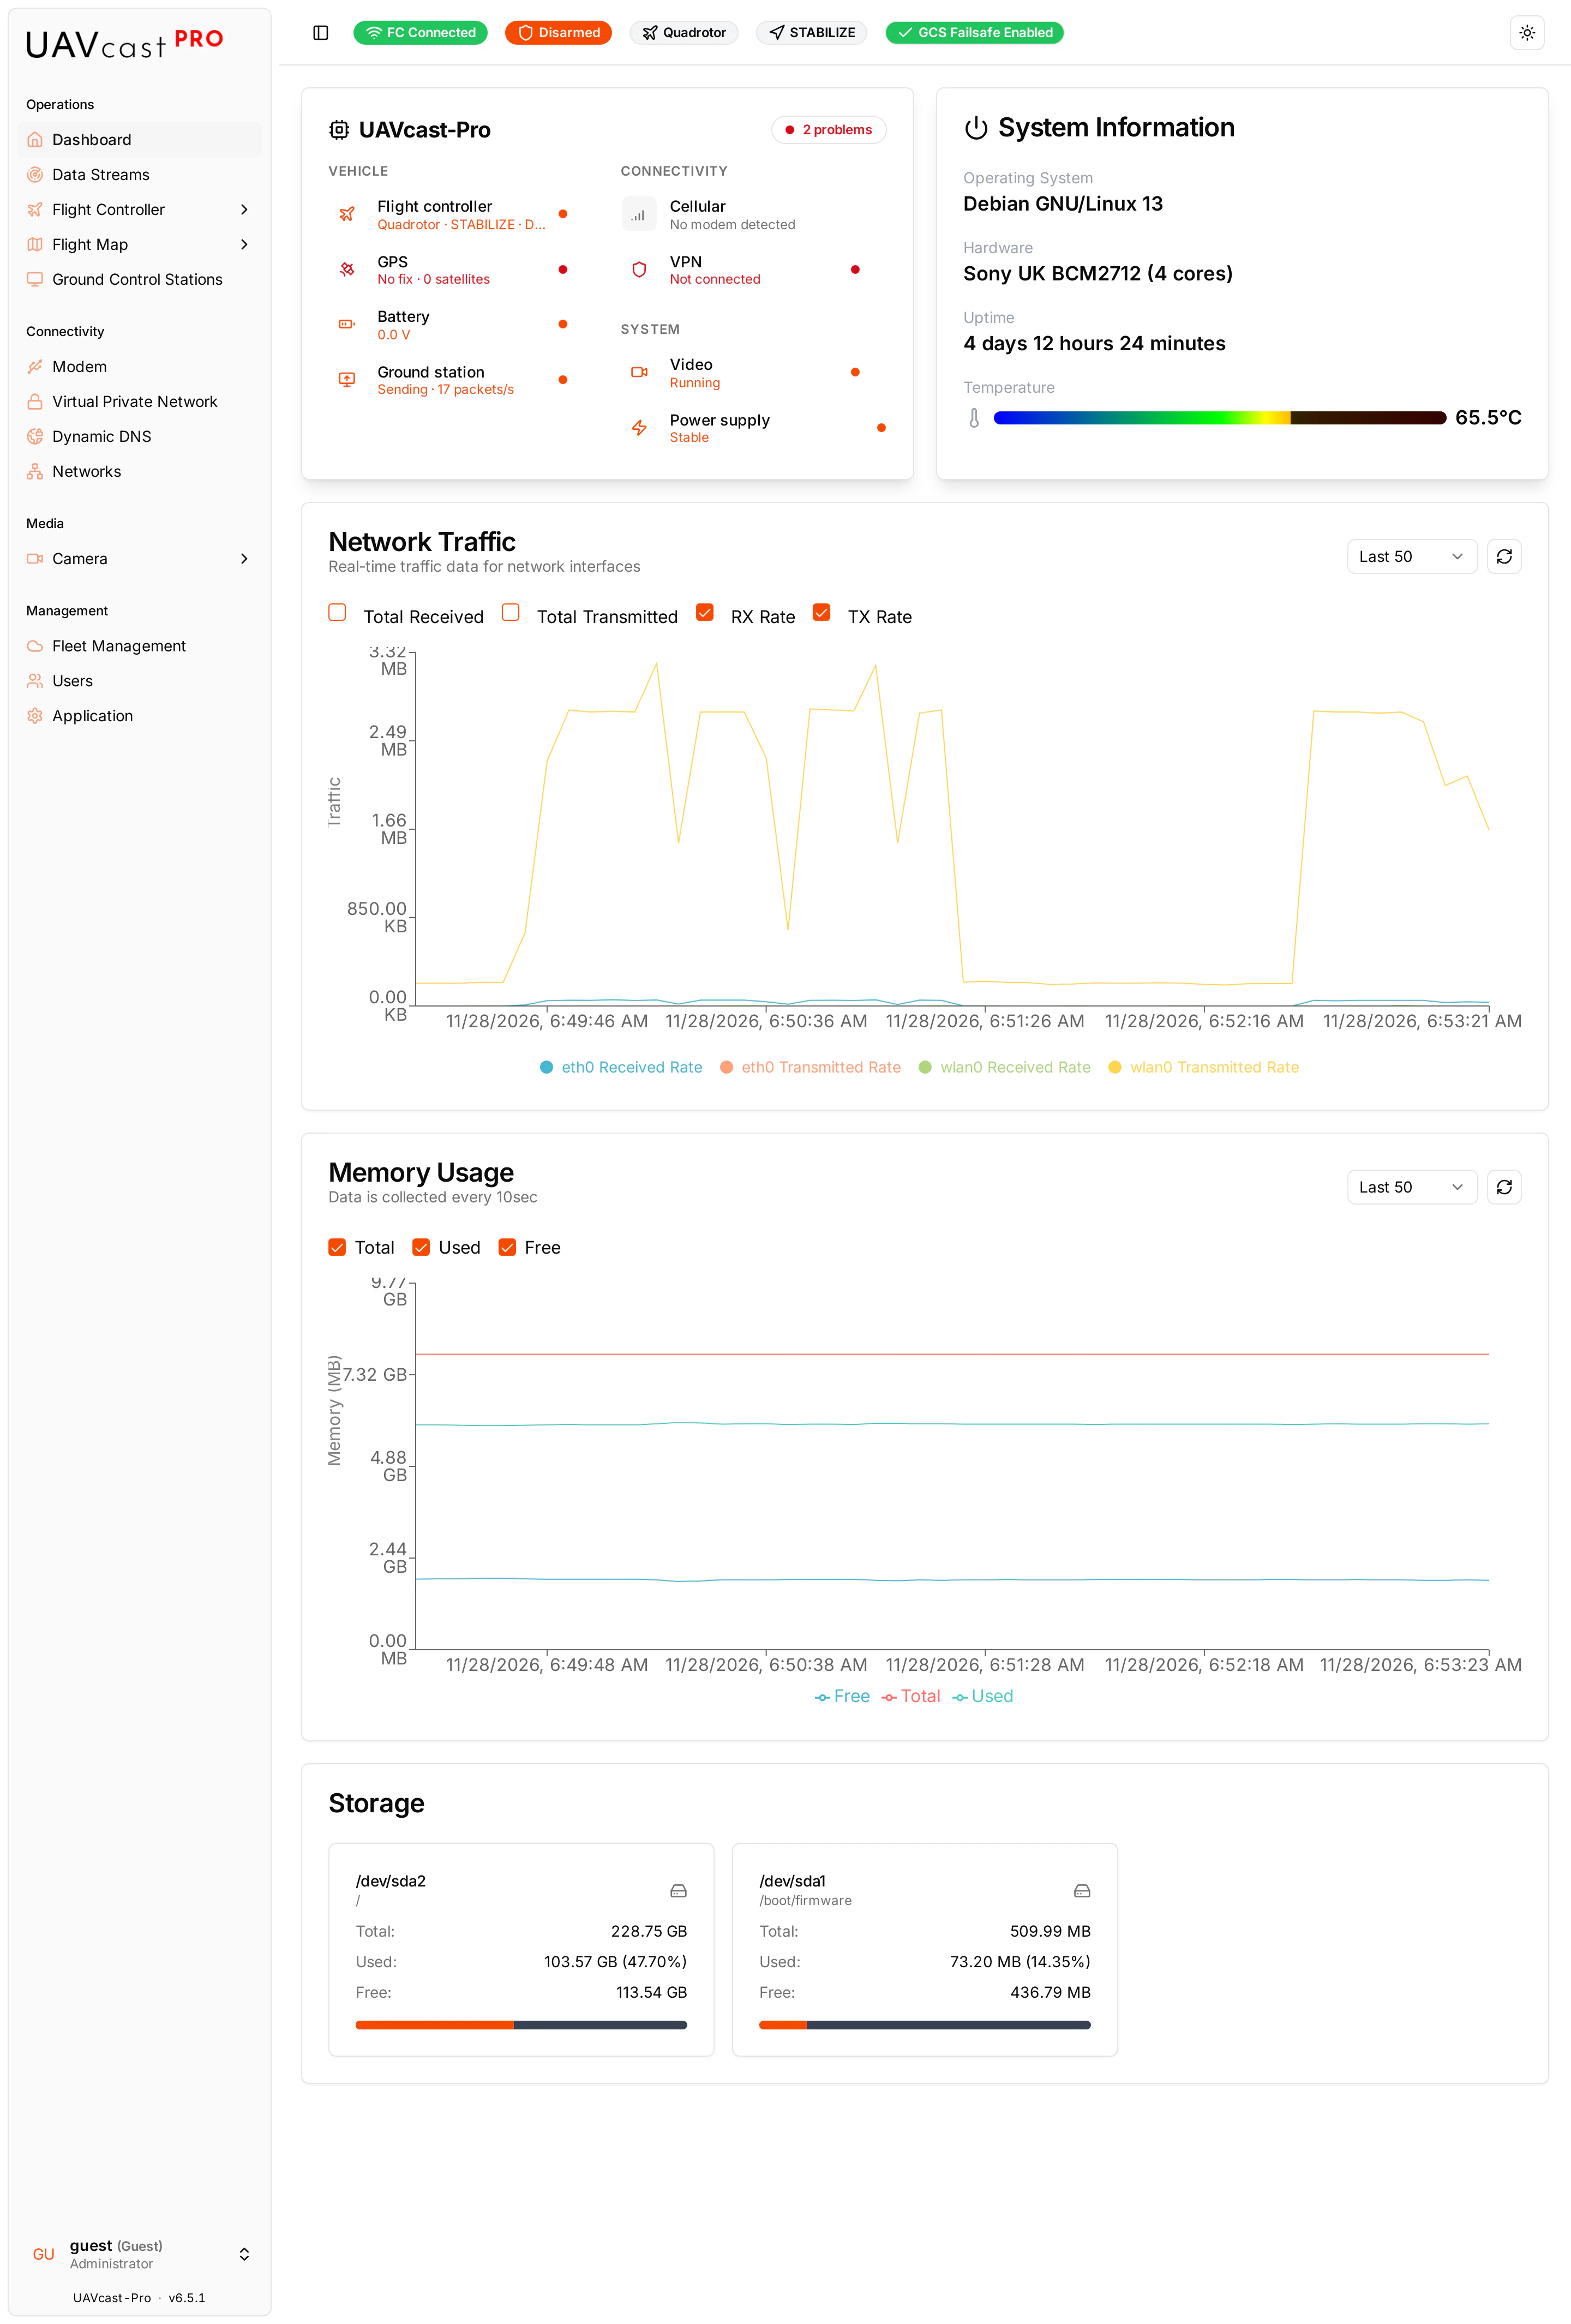 UAVcast PRO
Operations
Dashboard
Data Streams
Flight Controller
Flight Map
Ground Control Stations
Connectivity
Modem
Virtual Private Network
Dynamic DNS
Networks
Media
Camera
Management
Fleet Management
Users
Application
GU
guest (Guest)
Administrator
UAVcast-Pro · v6.5.1
FC Connected
Disarmed
Quadrotor
STABILIZE
GCS Failsafe Enabled
UAVcast-Pro
2 problems
VEHICLE
Flight controller
Quadrotor · STABILIZE · D...
GPS
No fix · 0 satellites
Battery
0.0 V
Ground station
Sending · 17 packets/s
CONNECTIVITY
Cellular
No modem detected
VPN
Not connected
SYSTEM
Video
Running
Power supply
Stable
System Information
Operating System
Debian GNU/Linux 13
Hardware
Sony UK BCM2712 (4 cores)
Uptime
4 days 12 hours 24 minutes
Temperature
65.5°C
Network Traffic
Real-time traffic data for network interfaces
Last 50
Total Received
Total Transmitted
RX Rate
TX Rate
3.32
MB
2.49
MB
1.66
MB
850.00
KB
0.00
KB
Traffic
11/28/2026, 6:49:46 AM
11/28/2026, 6:50:36 AM
11/28/2026, 6:51:26 AM
11/28/2026, 6:52:16 AM
11/28/2026, 6:53:21 AM
eth0 Received Rate
eth0 Transmitted Rate
wlan0 Received Rate
wlan0 Transmitted Rate
Memory Usage
Data is collected every 10sec
Last 50
Total
Used
Free
9.77
GB
7.32 GB
4.88
GB
2.44
GB
0.00
MB
Memory (MB)
11/28/2026, 6:49:48 AM
11/28/2026, 6:50:38 AM
11/28/2026, 6:51:28 AM
11/28/2026, 6:52:18 AM
11/28/2026, 6:53:23 AM
Free
Total
Used
Storage
/dev/sda2
/
Total: 228.75 GB
Used: 103.57 GB (47.70%)
Free: 113.54 GB
/dev/sda1
/boot/firmware
Total: 509.99 MB
Used: 73.20 MB (14.35%)
Free: 436.79 MB